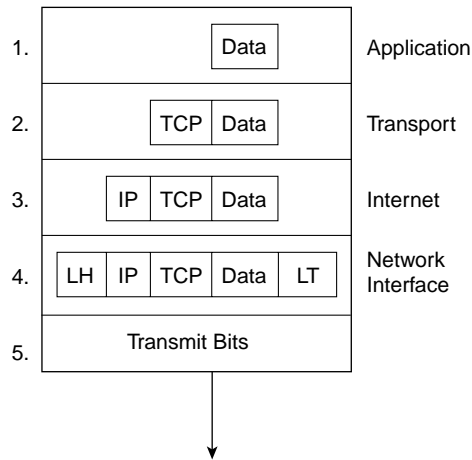 1. Data Application
2. TCP Data Transport
3. IP TCP Data Internet
4. LH IP TCP Data LT Network Interface
5. Transmit Bits